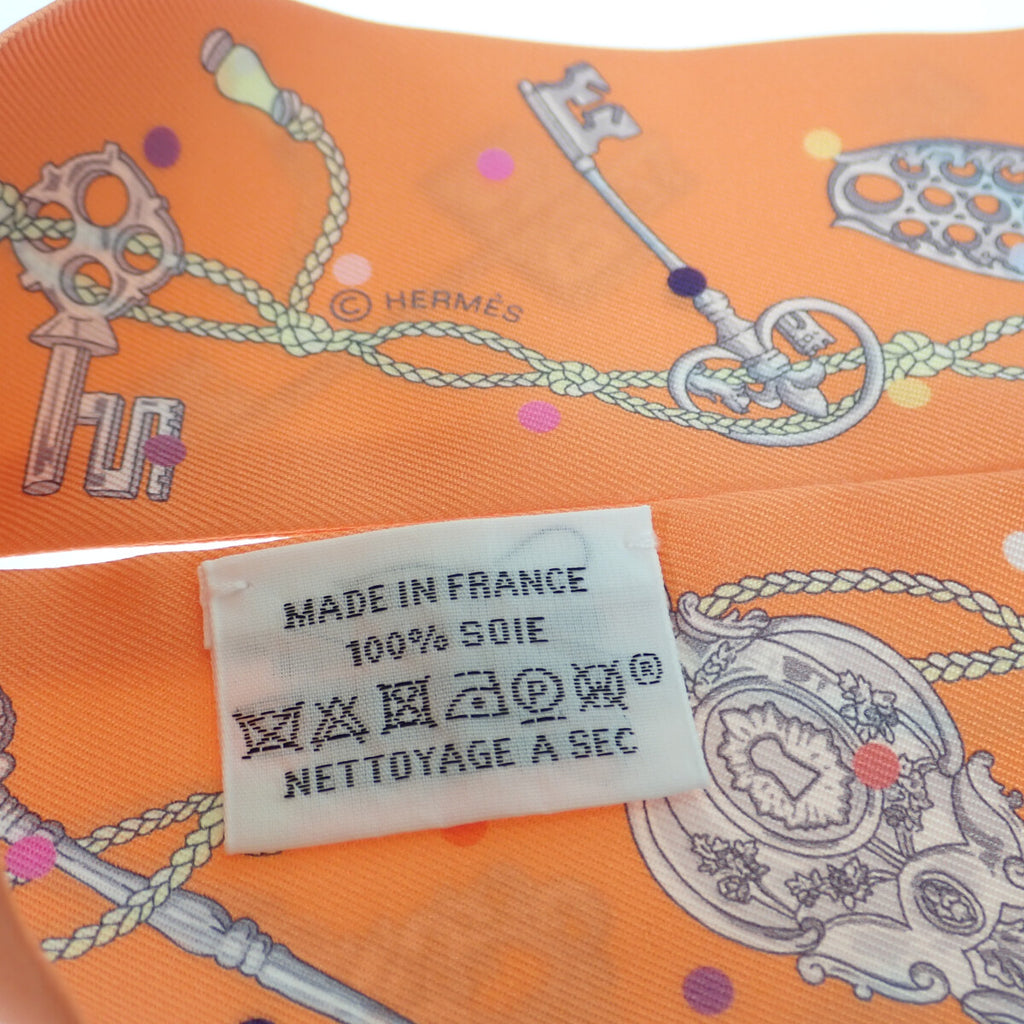 © HERMÈS
MADE IN FRANCE
100% SOIE
®
NETTOYAGE A SEC